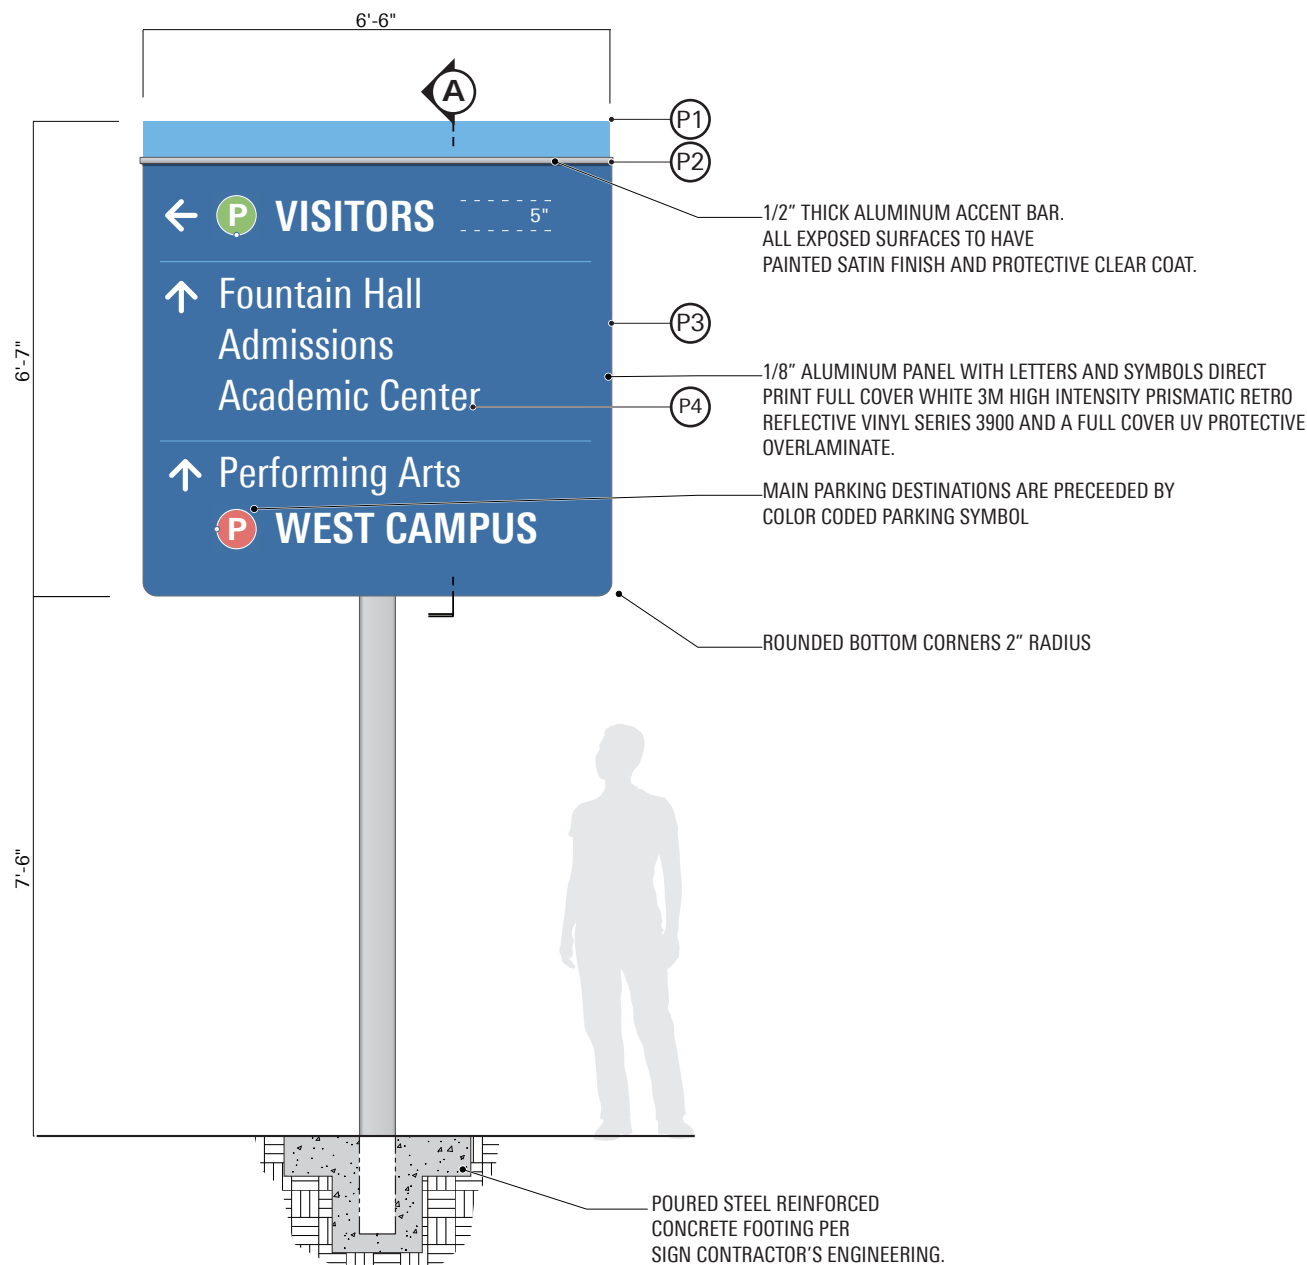 6'-6"
A
P1
P2
1/2” THICK ALUMINUM ACCENT BAR.
ALL EXPOSED SURFACES TO HAVE
PAINTED SATIN FINISH AND PROTECTIVE CLEAR COAT.
P VISITORS
5"
Fountain Hall
Admissions
Academic Center
P3
6'-7"
1/8” ALUMINUM PANEL WITH LETTERS AND SYMBOLS DIRECT
PRINT FULL COVER WHITE 3M HIGH INTENSITY PRISMATIC RETRO
REFLECTIVE VINYL SERIES 3900 AND A FULL COVER UV PROTECTIVE
OVERLAMINATE.
P4
Performing Arts
P WEST CAMPUS
MAIN PARKING DESTINATIONS ARE PRECEEDED BY
COLOR CODED PARKING SYMBOL
ROUNDED BOTTOM CORNERS 2” RADIUS
7'-6"
POURED STEEL REINFORCED
CONCRETE FOOTING PER
SIGN CONTRACTOR’S ENGINEERING.